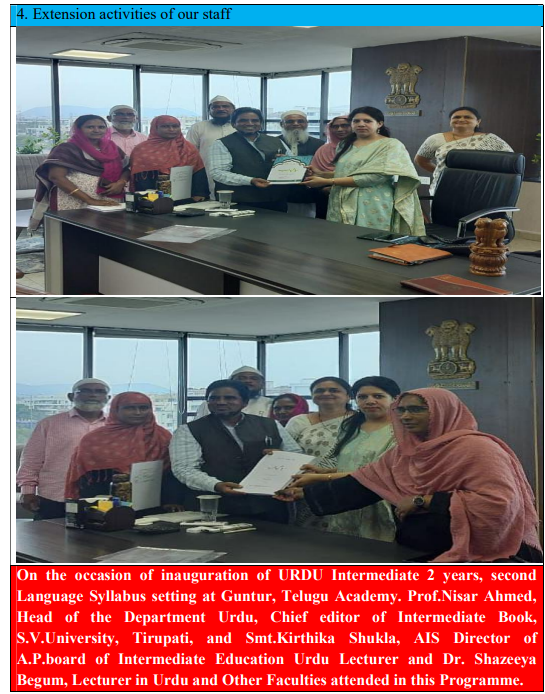 4. Extension activities of our staff
On the occasion of inauguration of URDU Intermediate 2 years, second
Language Syllabus setting at Guntur, Telugu Academy. Prof.Nisar Ahmed,
Head of the Department Urdu, Chief editor of Intermediate Book,
S.V.University, Tirupati, and Smt.Kirthika Shukla, AIS Director of
A.P.board of Intermediate Education Urdu Lecturer and Dr. Shazeeya
Begum, Lecturer in Urdu and Other Faculties attended in this Programme.